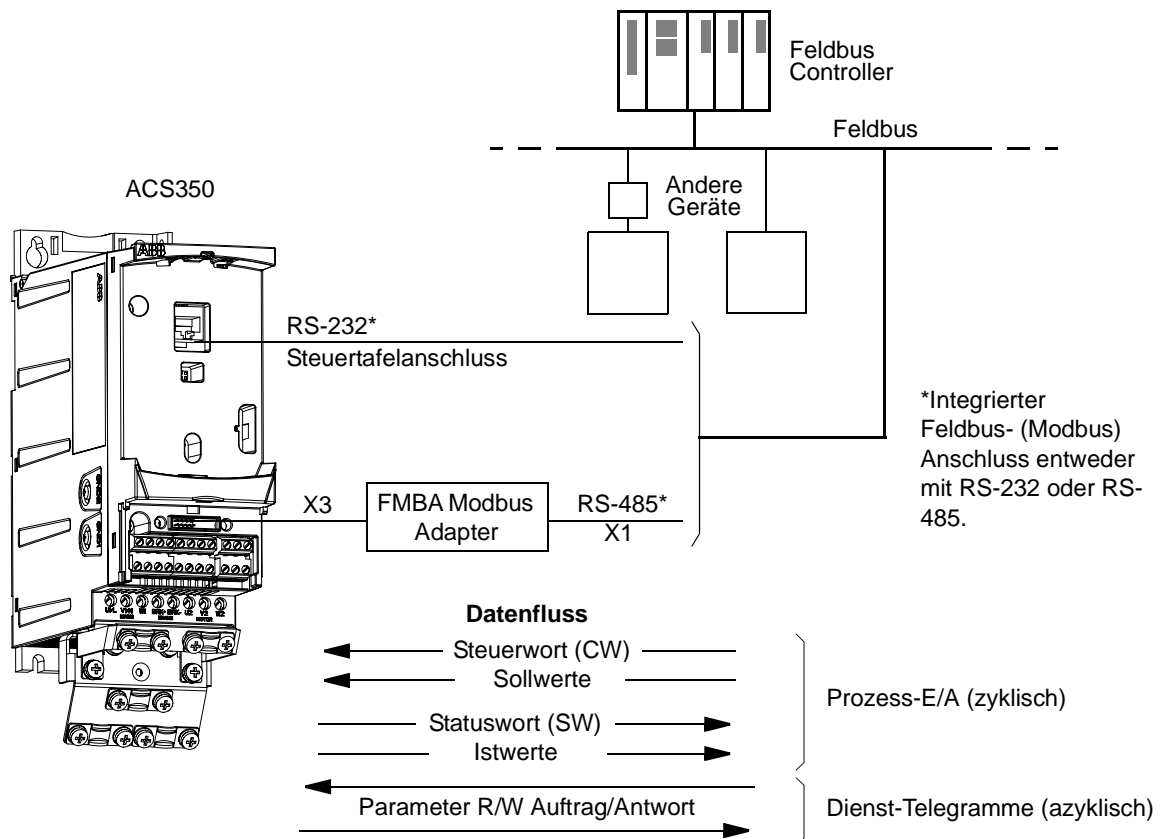 Feldbus
Controller
Feldbus
Andere
Geräte
ACS350
ABB
ABB
RS-232*
Steuertafelanschluss
*Integrierter
Feldbus- (Modbus)
Anschluss entweder
mit RS-232 oder RS-
485.
X3
FMBA Modbus
Adapter
RS-485*
X1
Datenfluss
Steuerwort (CW)
Sollwerte
Prozess-E/A (zyklisch)
Statuswort (SW)
Istwerte
Parameter R/W Auftrag/Antwort
Dienst-Telegramme (azyklisch)